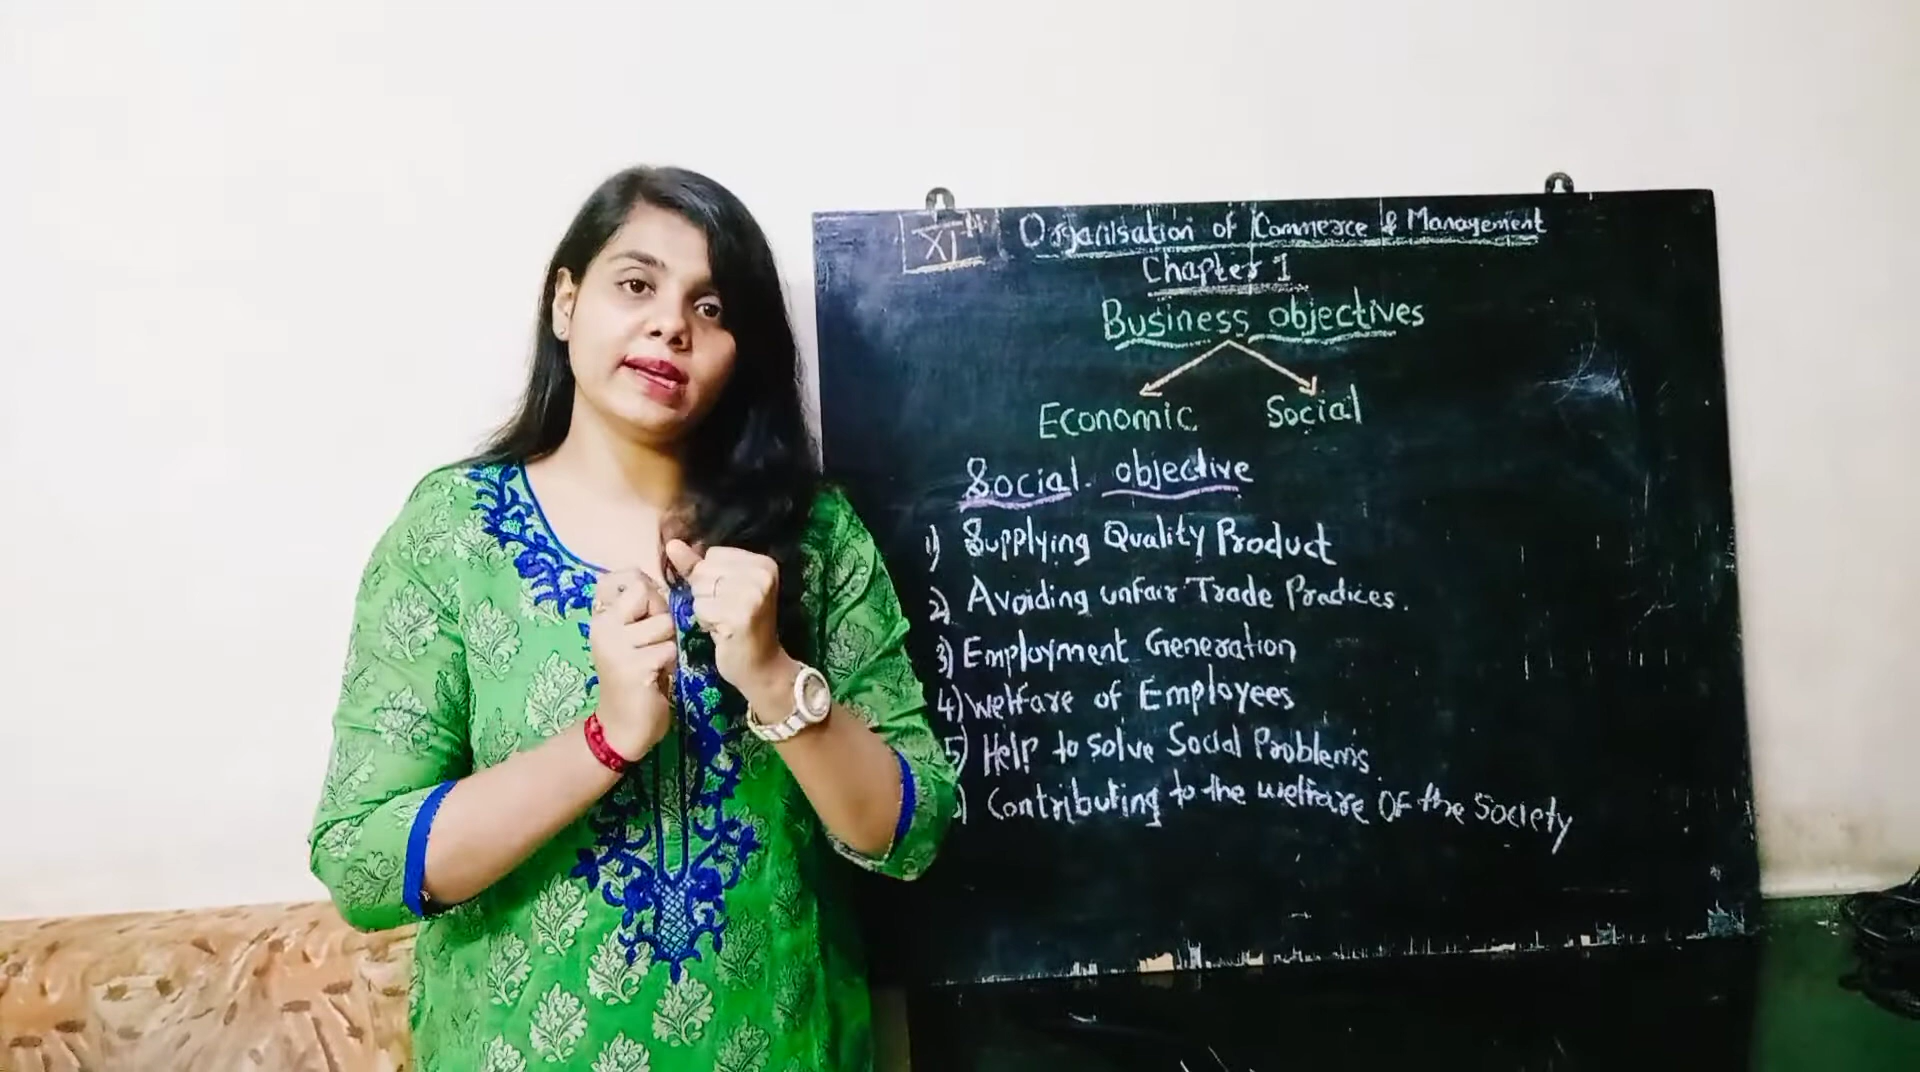 XI th Organisation of Commerce & Management
Chapter 1
Business objectives
Economic Social
Social objective
1) Supplying Quality Product
2) Avoiding unfair Trade Practices.
3) Employment Generation
4) Welfare of Employees
5) Help to solve Social Problems.
6) Contributing to the welfare OF the Society